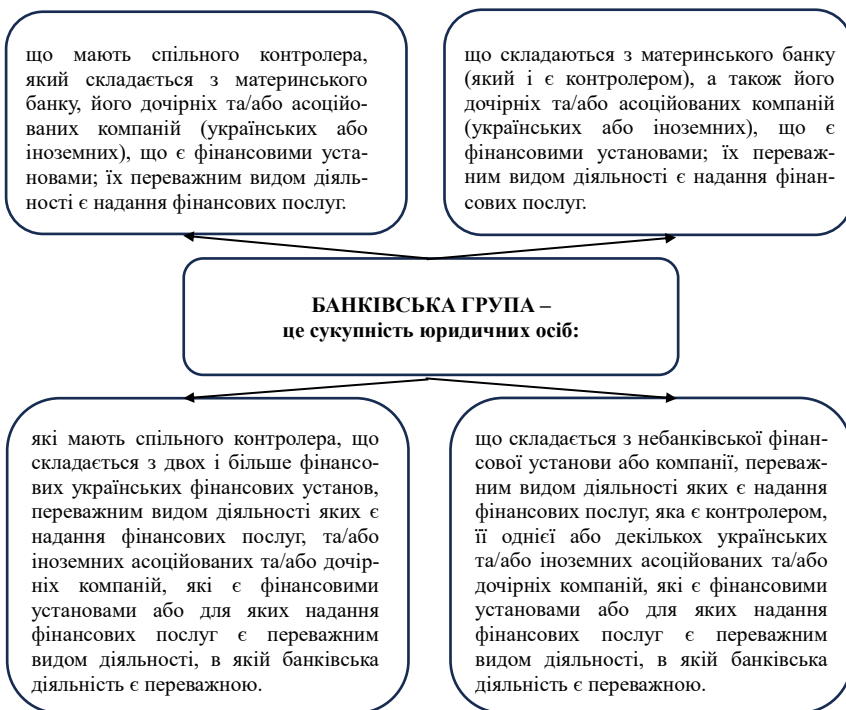 що мають спільного контролера,
який складається з материнського
банку, його дочірніх та/або асоційо-
ваних компаній (українських або
іноземних), що є фінансовими уста-
новами; їх переважним видом діяль-
ності є надання фінансових послуг.
що складаються з материнського банку
(який і є контролером), а також його
дочірніх та/або асоційованих компаній
(українських або іноземних), що є
фінансовими установами; їх переваж-
ним видом діяльності є надання фінан-
сових послуг.
БАНКІВСЬКА ГРУПА –
це сукупність юридичних осіб:
які мають спільного контролера, що
складається з двох і більше фінансо-
вих українських фінансових установ,
переважним видом діяльності яких є
надання фінансових послуг, та/або
іноземних асоційованих та/або дочір-
ніх компаній, які є фінансовими
установами або для яких надання
фінансових послуг є переважним
видом діяльності, в якій банківська
діяльність є переважною.
що складається з небанківської фінан-
сової установи або компанії, переваж-
ним видом діяльності яких є надання
фінансових послуг, яка є контролером,
її однієї або декількох українських
та/або іноземних асоційованих та/або
дочірніх компаній, які є фінансовими
установами або для яких надання
фінансових послуг є переважним
видом діяльності, в якій банківська
діяльність є переважною.